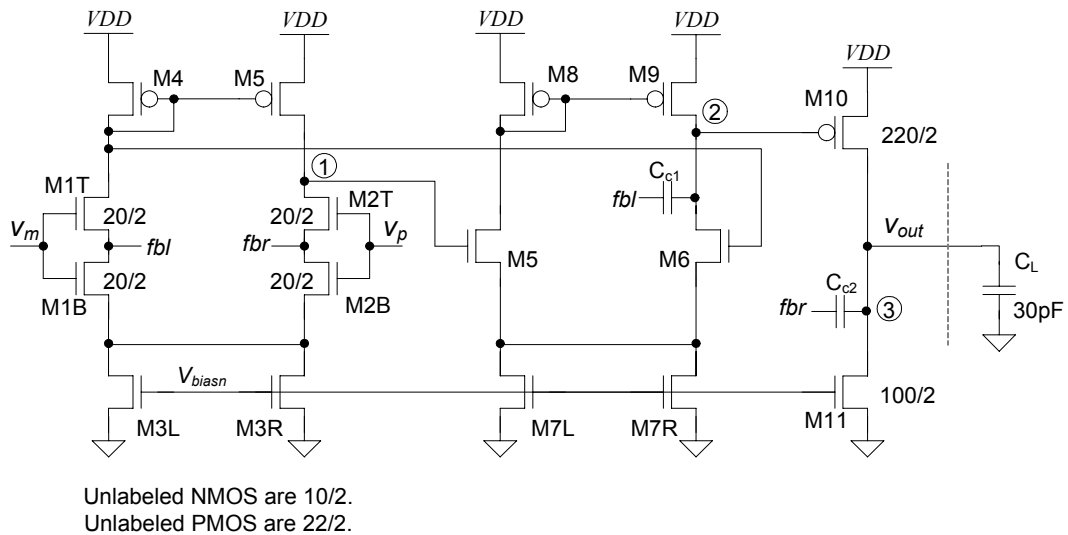 VDD VDD VDD VDD VDD
M4 M5 M8 M9 M10
② 220/2
① C_c1
M1T M2T fbl
V_m 20/2 fbl fbr 20/2 V_p M5 M6 V_out
20/2 20/2 C_c2 C_L
M1B M2B fbr ③ 30pF
V_biasn 100/2
M3L M3R M7L M7R M11
Unlabeled NMOS are 10/2.
Unlabeled PMOS are 22/2.